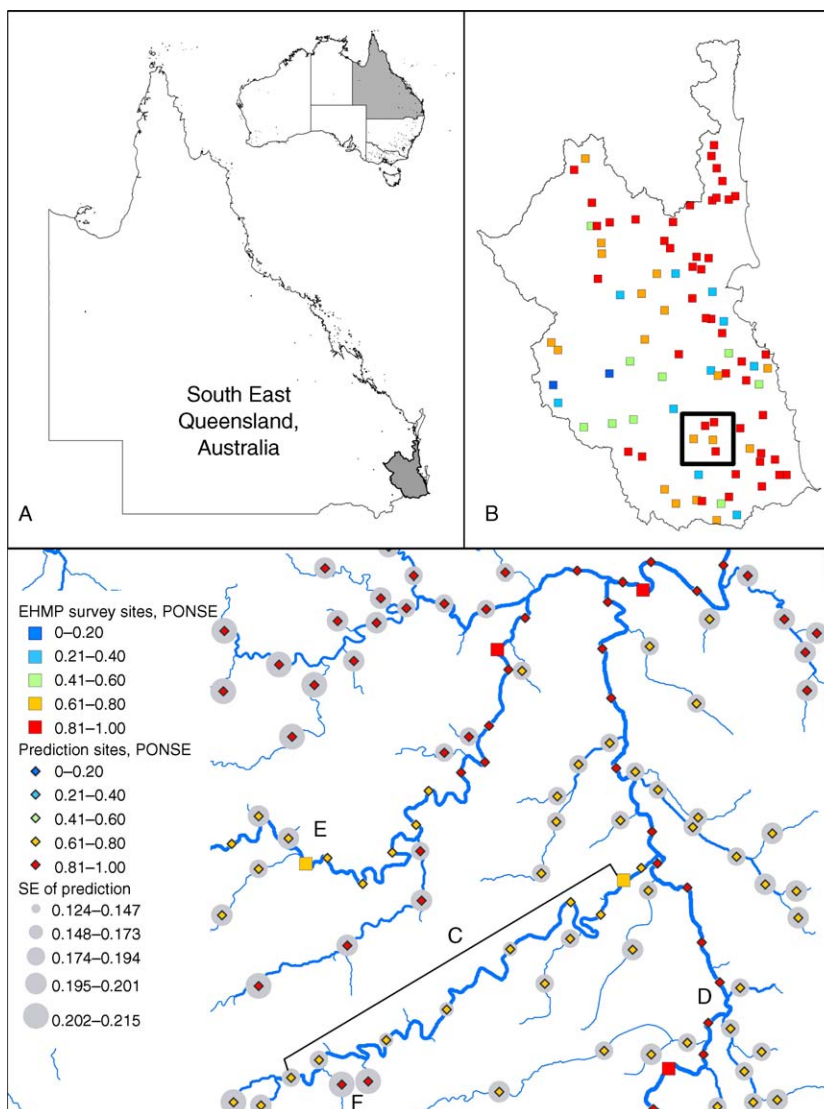 South East
Queensland,
Australia
A
B
EHMP survey sites, PONSE
0–0.20
0.21–0.40
0.41–0.60
0.61–0.80
0.81–1.00
Prediction sites, PONSE
0–0.20
0.21–0.40
0.41–0.60
0.61–0.80
0.81–1.00
SE of prediction
0.124–0.147
0.148–0.173
0.174–0.194
0.195–0.201
0.202–0.215
E
C
D
F